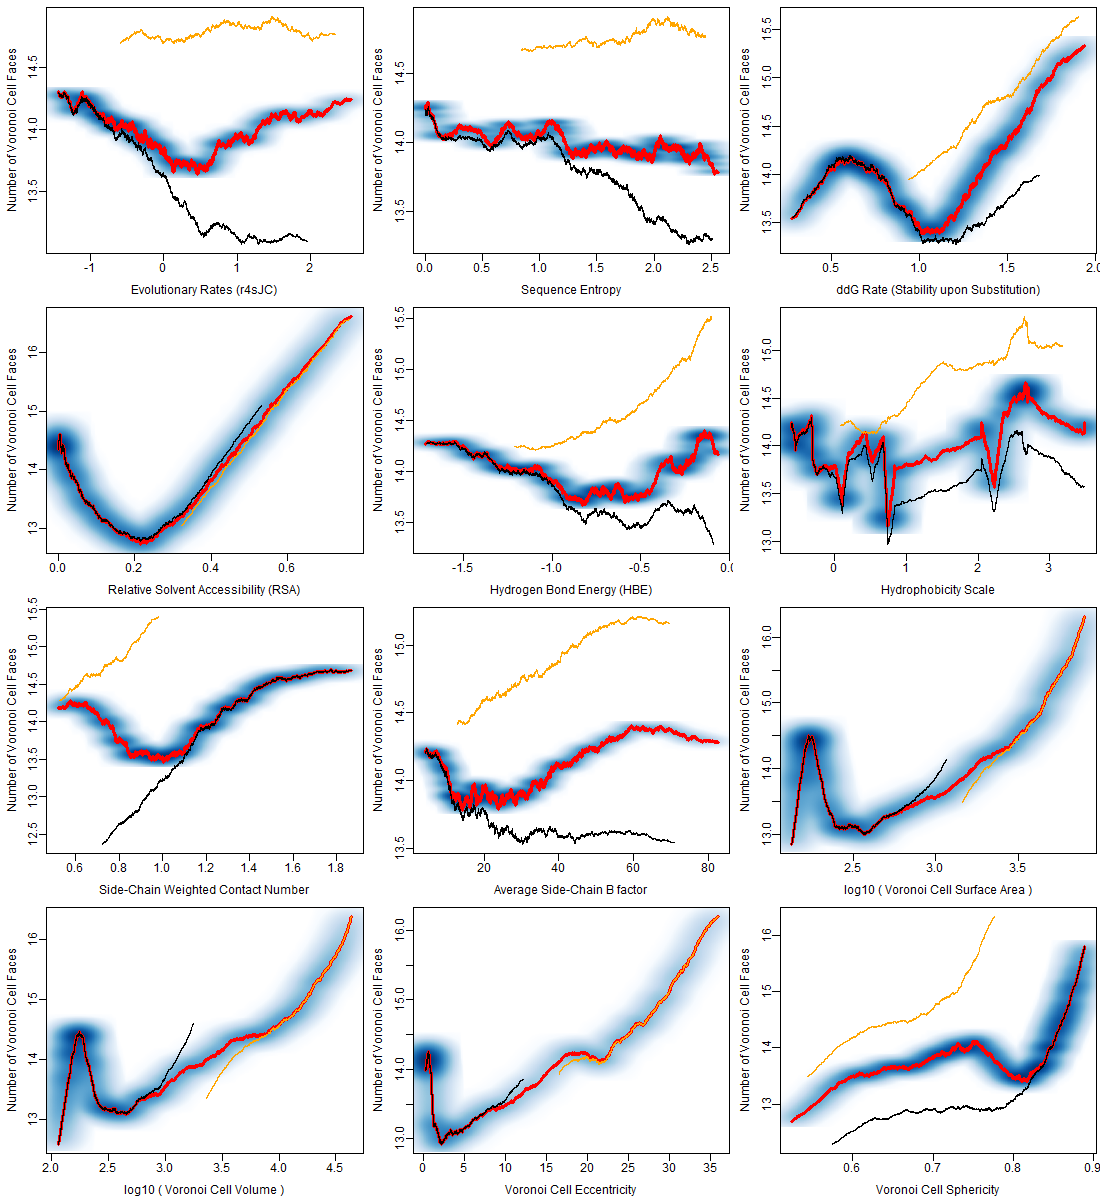 Number of Voronoi Cell Faces
13.5 14.0 14.5
-1 0 1 2
Evolutionary Rates (r4sJC)
Number of Voronoi Cell Faces
13.5 14.0 14.5
0.0 0.5 1.0 1.5 2.0 2.5
Sequence Entropy
Number of Voronoi Cell Faces
13.5 14.0 14.5 15.0 15.5
0.5 1.0 1.5 2.0
ddG Rate (Stability upon Substitution)
Number of Voronoi Cell Faces
13 14 15 16
0.0 0.2 0.4 0.6
Relative Solvent Accessibility (RSA)
Number of Voronoi Cell Faces
13.5 14.0 14.5 15.0 15.5
-1.5 -1.0 -0.5 0.0
Hydrogen Bond Energy (HBE)
Number of Voronoi Cell Faces
13.0 13.5 14.0 14.5 15.0
0 1 2 3
Hydrophobicity Scale
Number of Voronoi Cell Faces
12.5 13.0 13.5 14.0 14.5 15.0 15.5
0.6 0.8 1.0 1.2 1.4 1.6 1.8
Side-Chain Weighted Contact Number
Number of Voronoi Cell Faces
13.5 14.0 14.5 15.0
20 40 60 80
Average Side-Chain B factor
Number of Voronoi Cell Faces
13.0 14.0 15.0 16.0
2.5 3.0 3.5
log10 ( Voronoi Cell Surface Area )
Number of Voronoi Cell Faces
13 14 15 16
2.0 2.5 3.0 3.5 4.0 4.5
log10 ( Voronoi Cell Volume )
Number of Voronoi Cell Faces
13.0 14.0 15.0 16.0
0 5 10 15 20 25 30 35
Voronoi Cell Eccentricity
Number of Voronoi Cell Faces
13 14 15 16
0.6 0.7 0.8 0.9
Voronoi Cell Sphericity